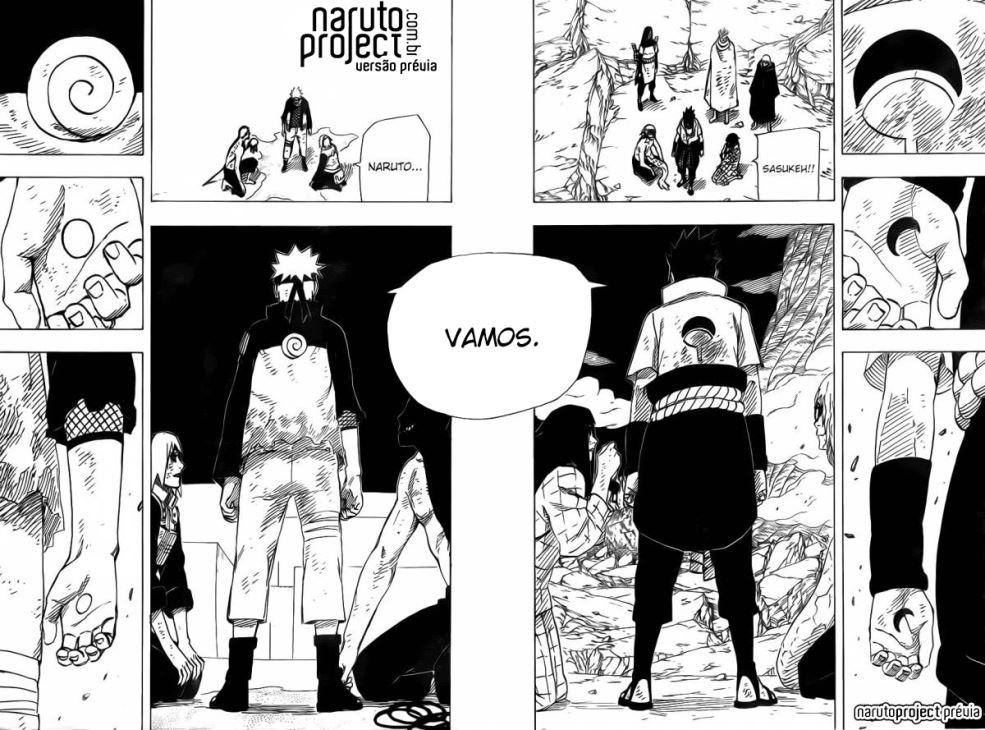 naruto
project
.com.br
versão prévia
NARUTO...
SASUKEH!!
VAMOS.
narutoproject prévia